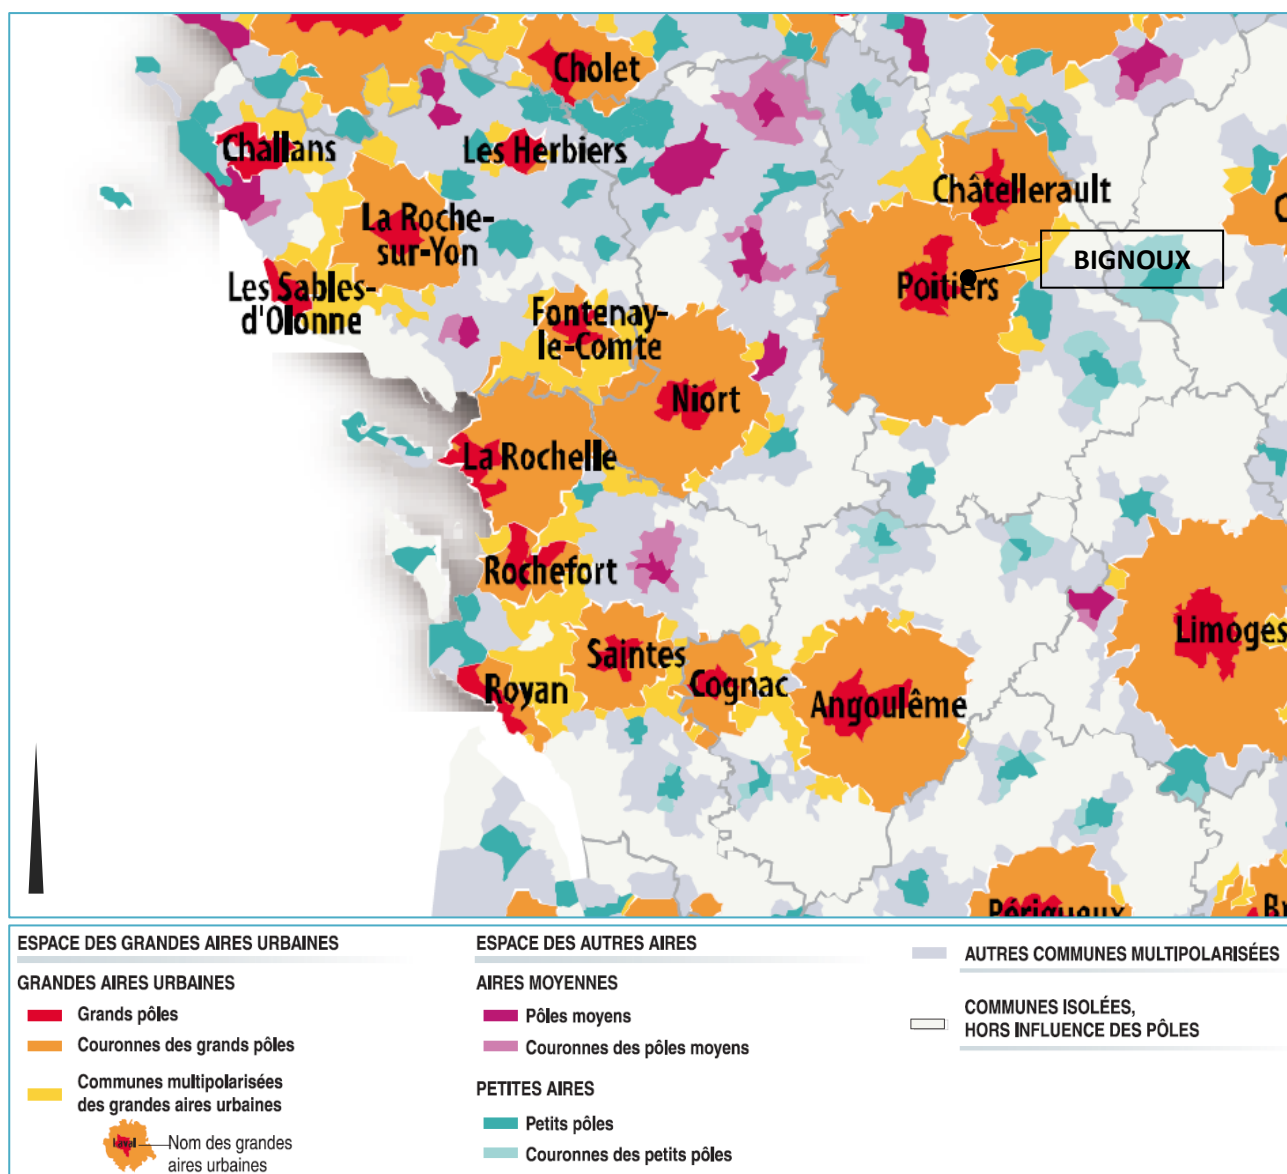 Cholet
Challans
Les Herbiers
Châtellerault
La Roche-
sur-Yon
BIGNOUX
Poitiers
Les Sables-
d'Olonne
Fontenay-
le-Comte
Niort
La Rochelle
Rochefort
Limoges
Saintes
Cognac
Royan
Angoulême
Périgueux
ESPACE DES GRANDES AIRES URBAINES
GRANDES AIRES URBAINES
Grands pôles
Couronnes des grands pôles
Communes multipolarisées
des grandes aires urbaines
Laval
Nom des grandes
aires urbaines
ESPACE DES AUTRES AIRES
AIRES MOYENNES
Pôles moyens
Couronnes des pôles moyens
PETITES AIRES
Petits pôles
Couronnes des petits pôles
AUTRES COMMUNES MULTIPOLARISÉES
COMMUNES ISOLÉES,
HORS INFLUENCE DES PÔLES